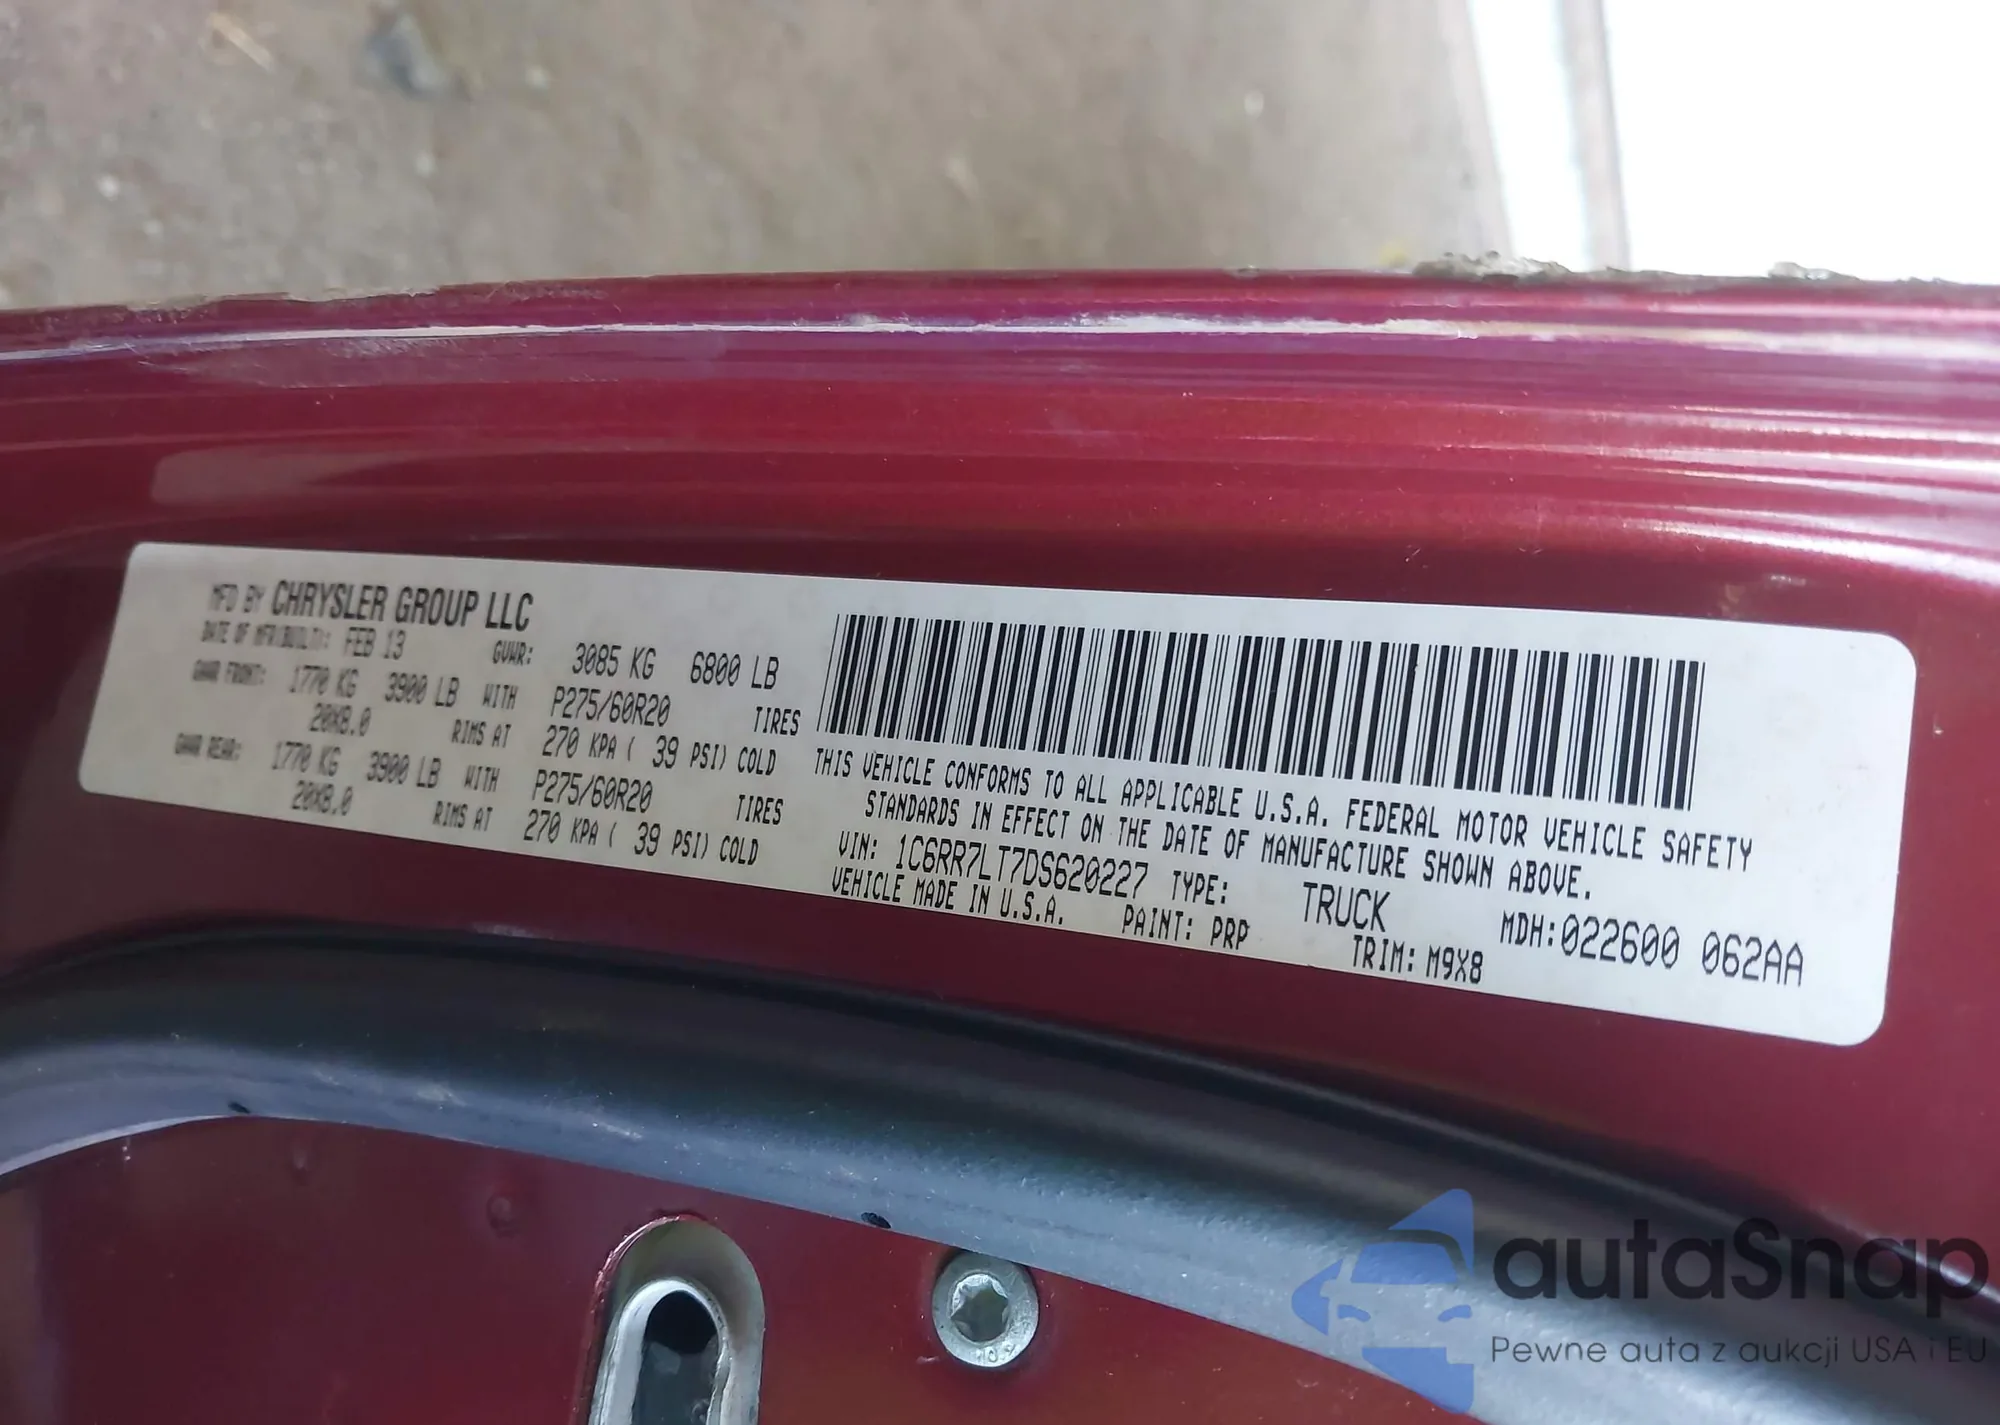 MFD BY CHRYSLER GROUP LLC
DATE OF MFR(BUILT): FEB 13 GVWR: 3085 KG 6800 LB
GAWR FRONT: 1770 KG 3900 LB WITH P275/60R20 TIRES
20X8.0 RIMS AT 270 KPA ( 39 PSI) COLD
GAWR REAR: 1770 KG 3900 LB WITH P275/60R20 TIRES
20X8.0 RIMS AT 270 KPA ( 39 PSI) COLD
THIS VEHICLE CONFORMS TO ALL APPLICABLE U.S.A. FEDERAL MOTOR VEHICLE SAFETY
STANDARDS IN EFFECT ON THE DATE OF MANUFACTURE SHOWN ABOVE.
VIN: 1C6RR7LT7DS620227 TYPE: TRUCK MDH:022600 062AA
VEHICLE MADE IN U.S.A. PAINT: PRP TRIM: M9X8
autaSnap
Pewne auta z aukcji USA i EU